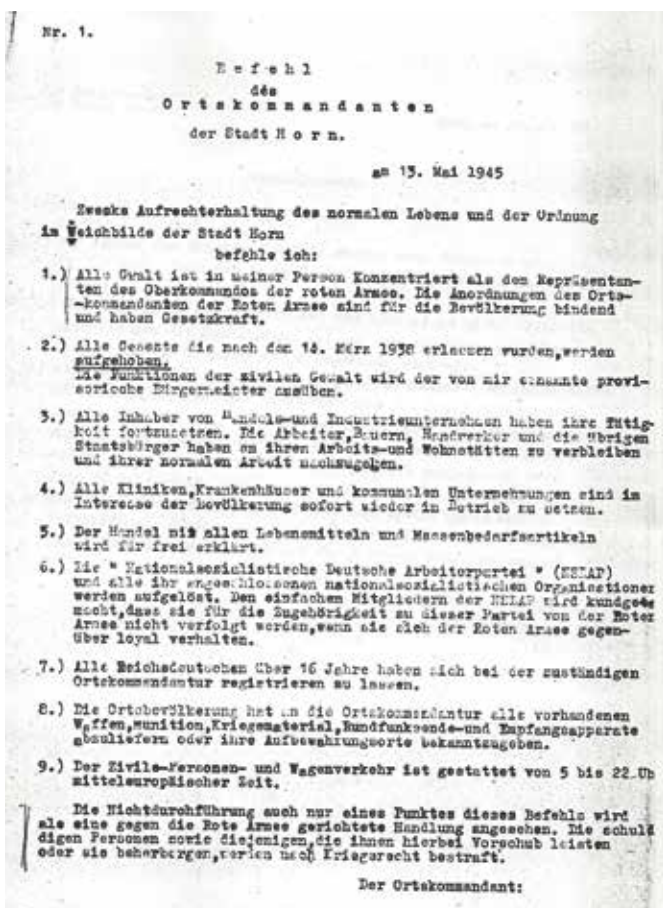 Nr. 1.
Befehl
des
Ortskommandanten
der Stadt Horn.
am 13. Mai 1945
Zwecks Aufrechterhaltung des normalen Lebens und der Ordnung
im Weichbilde der Stadt Horn
befehle ich:
1.) Alle Gwalt ist in meiner Person Konzentriert als dem Repräsentan-
ten des Oberkommandos der roten Armee. Die Anordnungen des Orts-
-kommandanten der Roten Armee sind für die Bevölkerung bindend
und haben Gesetzkraft.
2.) Alle Gesetze die nach dem 1938 erlassen wurden,werden
aufgehoben.
Die Funktionen der zivilen Gewalt wird der von mir ernannte provi-
sorische Bürgermeister ausüben.
3.) Alle Inhaber von Handels-und Industrieunternehmen haben ihre Tätig-
keit fortzusetzen. Die Arbeiter,Bauern, Handwerker und die übrigen
Staatsbürger haben an ihren Arbeits-und Wohnstätten zu verbleiben
und ihrer normalen Arbeit nachzugehen.
4.) Alle Kliniken,Krankenhäuser und kommunalen Unternehmungen sind im
Interesse der Bevölkerung sofort wieder in Betrieb zu setzen.
5.) Der Handel mit allen Lebensmitteln und Massenbedarfsartikeln
wird für frei erklärt.
6.) Die " Nationalsozialistische Deutsche Arbeiterpartei " (NSDAP)
und alle ihr angeschlossenen nationalsozialistischen Organisationen
werden aufgelöst. Den einfachen Mitgliedern der NSDAP wird kundge-
macht,dass sie für die Zugehörigkeit zu dieser Partei von der Roten
Armee nicht verfolgt werden,wenn sie sich der Roten Armee gegen-
über loyal verhalten.
7.) Alle Reichsdeutschen über 16 Jahre haben sich bei der zuständigen
Ortskommandantur registrieren zu lassen.
8.) Die Ortsbevölkerung hat an die Ortskommandantur alle vorhandenen
Waffen,Munition,Kriegsmaterial,Rundfunksende-und Empfangsapparate
abzuliefern oder ihre Aufbewahrungsorte bekanntzugeben.
9.) Der Zivile-Personen- und Wagenverkehr ist gestattet von 5 bis 22 Uh
mitteleuropäischer Zeit.
Die Nichtdurchführung auch nur eines Punktes dieses Befehls wird
als eine gegen die Rote Armee gerichtete Handlung angesehen. Die schul
digen Personen sowie diejenigen,die ihnen hierbei Vorschub leisten
oder sie beherbergen,werden nach Kriegsrecht bestraft.
Der Ortskommandant: